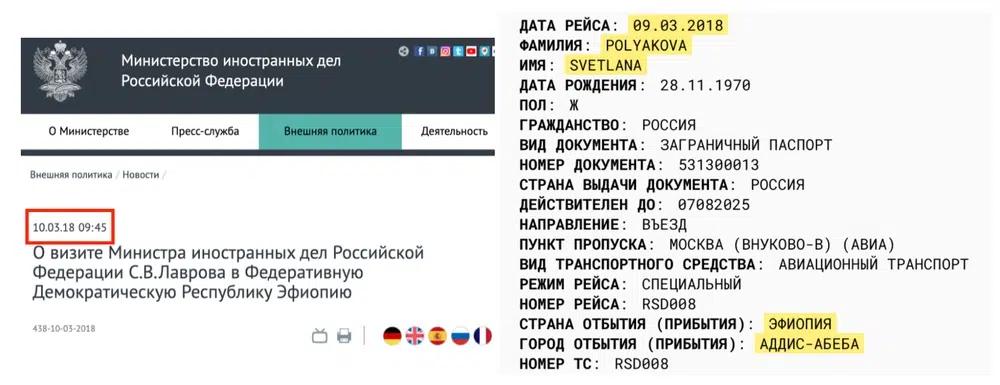 Министерство иностранных дел
Российской Федерации
О Министерстве
Пресс-служба
Внешняя политика
Деятельность
Внешняя политика / Новости /
10.03.18 09:45
О визите Министра иностранных дел Российской
Федерации С.В.Лаврова в Федеративную
Демократическую Республику Эфиопию
438-10-03-2018
ДАТА РЕЙСА: 09.03.2018
ФАМИЛИЯ: POLYAKOVA
ИМЯ: SVETLANA
ДАТА РОЖДЕНИЯ: 28.11.1970
ПОЛ: Ж
ГРАЖДАНСТВО: РОССИЯ
ВИД ДОКУМЕНТА: ЗАГРАНИЧНЫЙ ПАСПОРТ
НОМЕР ДОКУМЕНТА: 531300013
СТРАНА ВЫДАЧИ ДОКУМЕНТА: РОССИЯ
ДЕЙСТВИТЕЛЕН ДО: 07082025
НАПРАВЛЕНИЕ: ВЪЕЗД
ПУНКТ ПРОПУСКА: МОСКВА (ВНУКОВО-В) (АВИА)
ВИД ТРАНСПОРТНОГО СРЕДСТВА: АВИАЦИОННЫЙ ТРАНСПОРТ
РЕЖИМ РЕЙСА: СПЕЦИАЛЬНЫЙ
НОМЕР РЕЙСА: RSD008
СТРАНА ОТБЫТИЯ (ПРИБЫТИЯ): ЭФИОПИЯ
ГОРОД ОТБЫТИЯ (ПРИБЫТИЯ): АДДИС-АБЕБА
НОМЕР ТС: RSD008